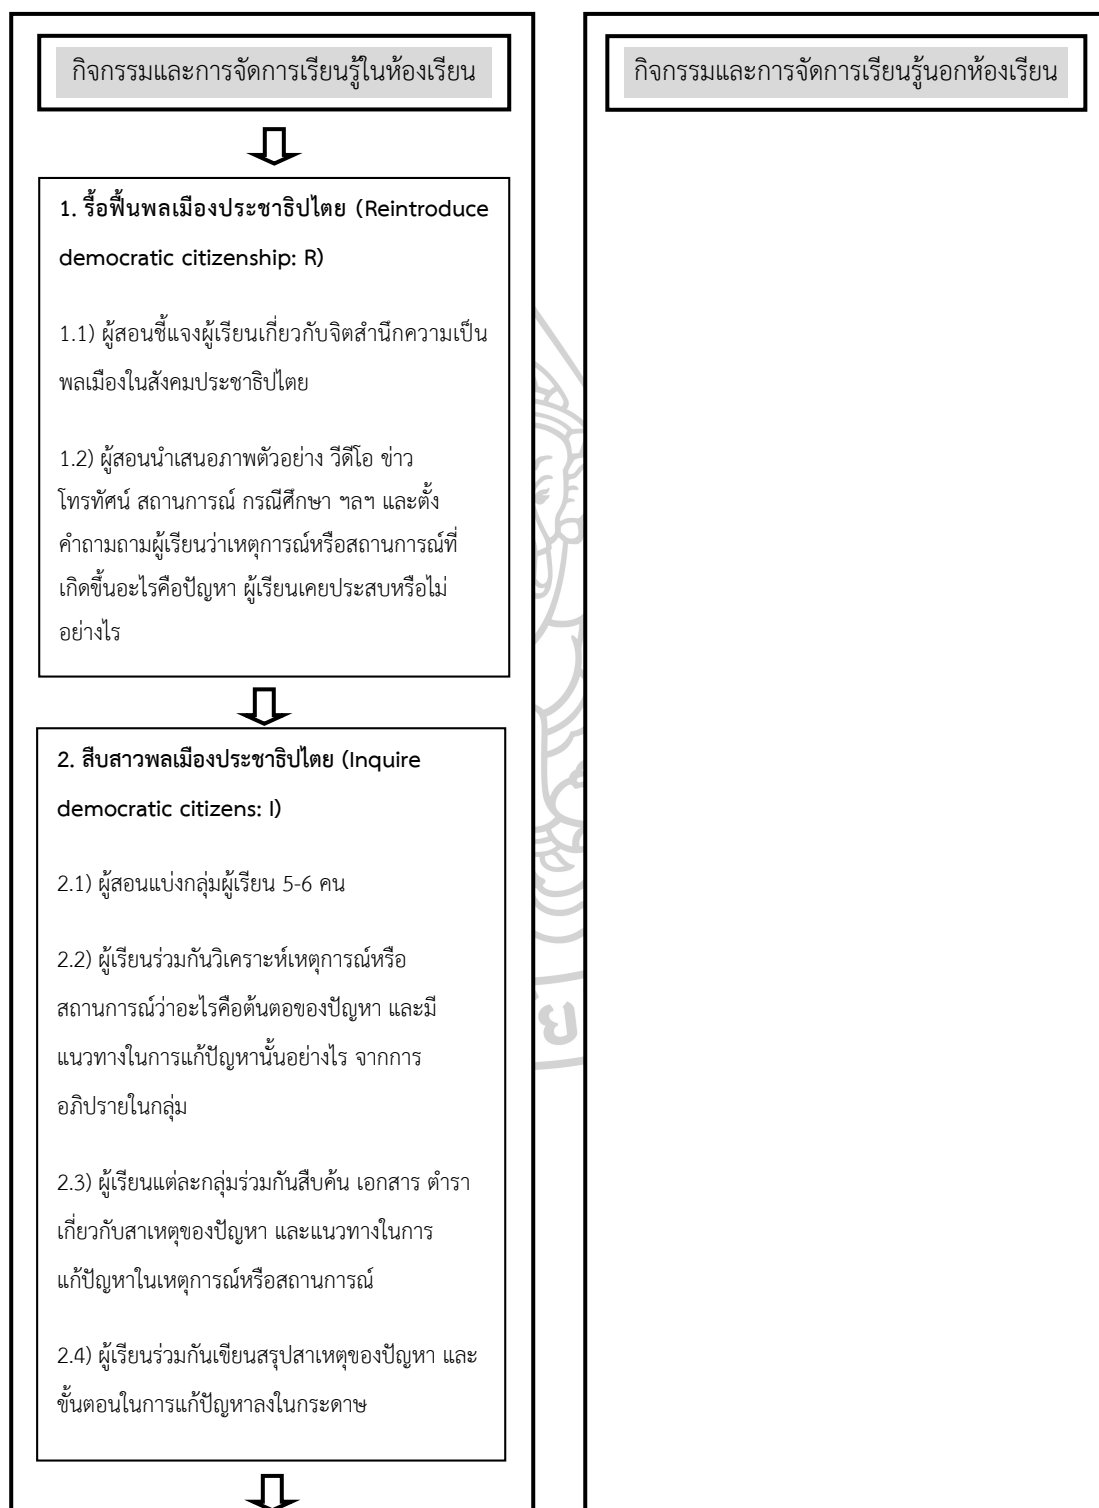 กิจกรรมและการจัดการเรียนรู้ในห้องเรียน
1. รื้อฟื้นพลเมืองประชาธิปไตย (Reintroduce
democratic citizenship: R)
1.1) ผู้สอนชี้แจงผู้เรียนเกี่ยวกับจิตสำนึกความเป็น
พลเมืองในสังคมประชาธิปไตย
1.2) ผู้สอนนำเสนอภาพตัวอย่าง วีดีโอ ข่าว
โทรทัศน์ สถานการณ์ กรณีศึกษา ฯลฯ และตั้ง
คำถามถามผู้เรียนว่าเหตุการณ์หรือสถานการณ์ที่
เกิดขึ้นอะไรคือปัญหา ผู้เรียนเคยประสบหรือไม่
อย่างไร
2. สืบสาวพลเมืองประชาธิปไตย (Inquire
democratic citizens: I)
2.1) ผู้สอนแบ่งกลุ่มผู้เรียน 5-6 คน
2.2) ผู้เรียนร่วมกันวิเคราะห์เหตุการณ์หรือ
สถานการณ์ว่าอะไรคือต้นตอของปัญหา และมี
แนวทางในการแก้ปัญหานั้นอย่างไร จากการ
อภิปรายในกลุ่ม
2.3) ผู้เรียนแต่ละกลุ่มร่วมกันสืบค้น เอกสาร ตำรา
เกี่ยวกับสาเหตุของปัญหา และแนวทางในการ
แก้ปัญหาในเหตุการณ์หรือสถานการณ์
2.4) ผู้เรียนร่วมกันเขียนสรุปสาเหตุของปัญหา และ
ขั้นตอนในการแก้ปัญหาลงในกระดาษ
กิจกรรมและการจัดการเรียนรู้นอกห้องเรียน